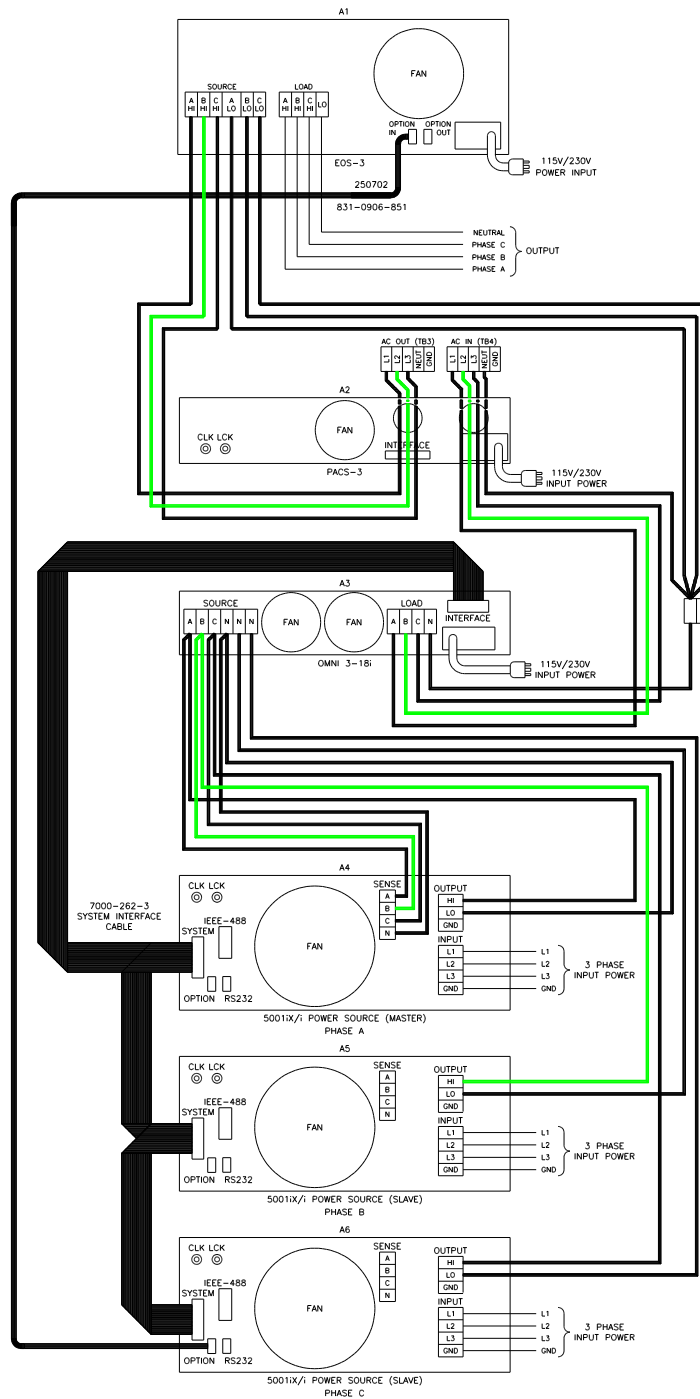 A1
FAN
SOURCE
LOAD
A HI
B HI
C HI
A LO
B LO
C LO
A HI
B HI
C HI
LO
OPTION IN
OPTION OUT
EOS-3
115V/230V
POWER INPUT
250702
831-0906-851
NEUTRAL
PHASE C
PHASE B
PHASE A
OUTPUT
AC OUT (TB3)
L1
L2
L3
NEUT
GND
AC IN (TB4)
L1
L2
L3
NEUT
GND
A2
FAN
CLK LCK
INTERFACE
PACS-3
115V/230V
INPUT POWER
A3
SOURCE
A
B
C
N
N
N
FAN
FAN
LOAD
A
B
C
N
INTERFACE
OMNI 3-18i
115V/230V
INPUT POWER
7000-262-3
SYSTEM INTERFACE
CABLE
A4
CLK LCK
IEEE-488
SYSTEM
OPTION
RS232
FAN
SENSE
A
B
C
N
OUTPUT
HI
LO
GND
INPUT
L1
L2
L3
GND
L1
L2
L3
GND
3 PHASE
INPUT POWER
5001iX/i POWER SOURCE (MASTER)
PHASE A
A5
CLK LCK
IEEE-488
SYSTEM
OPTION
RS232
FAN
SENSE
A
B
C
N
OUTPUT
HI
LO
GND
INPUT
L1
L2
L3
GND
L1
L2
L3
GND
3 PHASE
INPUT POWER
5001iX/i POWER SOURCE (SLAVE)
PHASE B
A6
CLK LCK
IEEE-488
SYSTEM
OPTION
RS232
FAN
SENSE
A
B
C
N
OUTPUT
HI
LO
GND
INPUT
L1
L2
L3
GND
L1
L2
L3
GND
3 PHASE
INPUT POWER
5001iX/i POWER SOURCE (SLAVE)
PHASE C